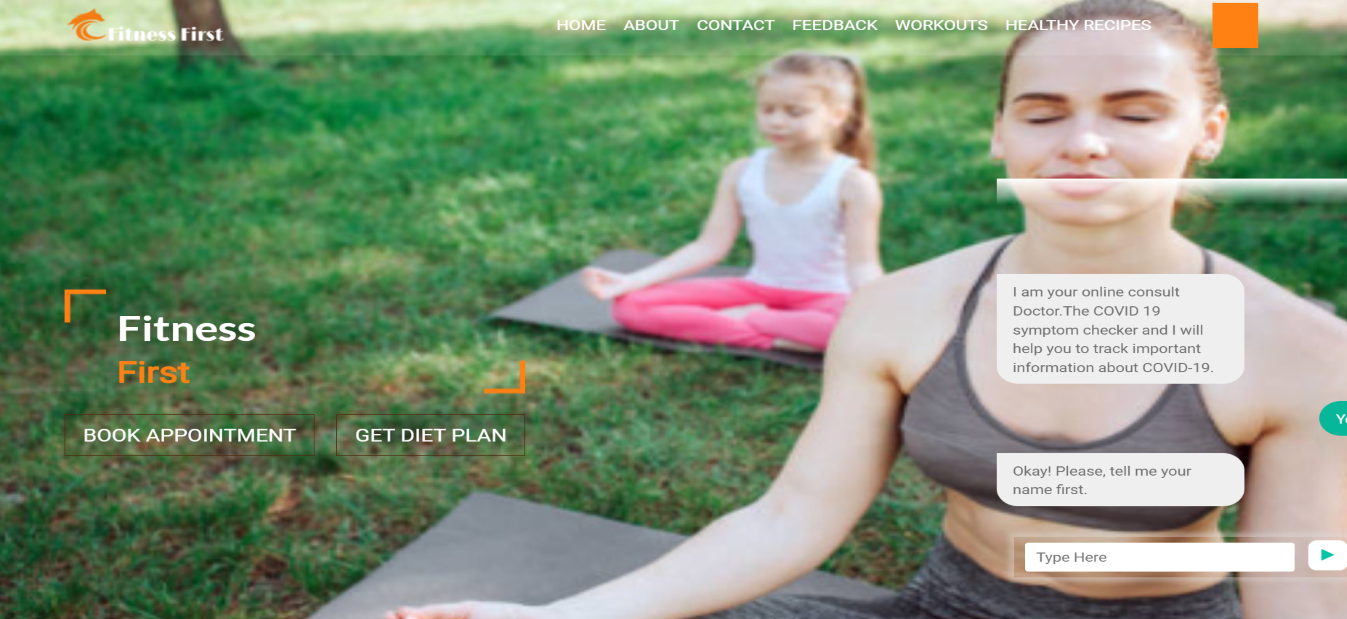 Fitness First
HOME ABOUT CONTACT FEEDBACK WORKOUTS HEALTHY RECIPES
Fitness
First
BOOK APPOINTMENT GET DIET PLAN
I am your online consult
Doctor.The COVID 19
symptom checker and I will
help you to track important
information about COVID-19.
Okay! Please, tell me your
name first.
Type Here